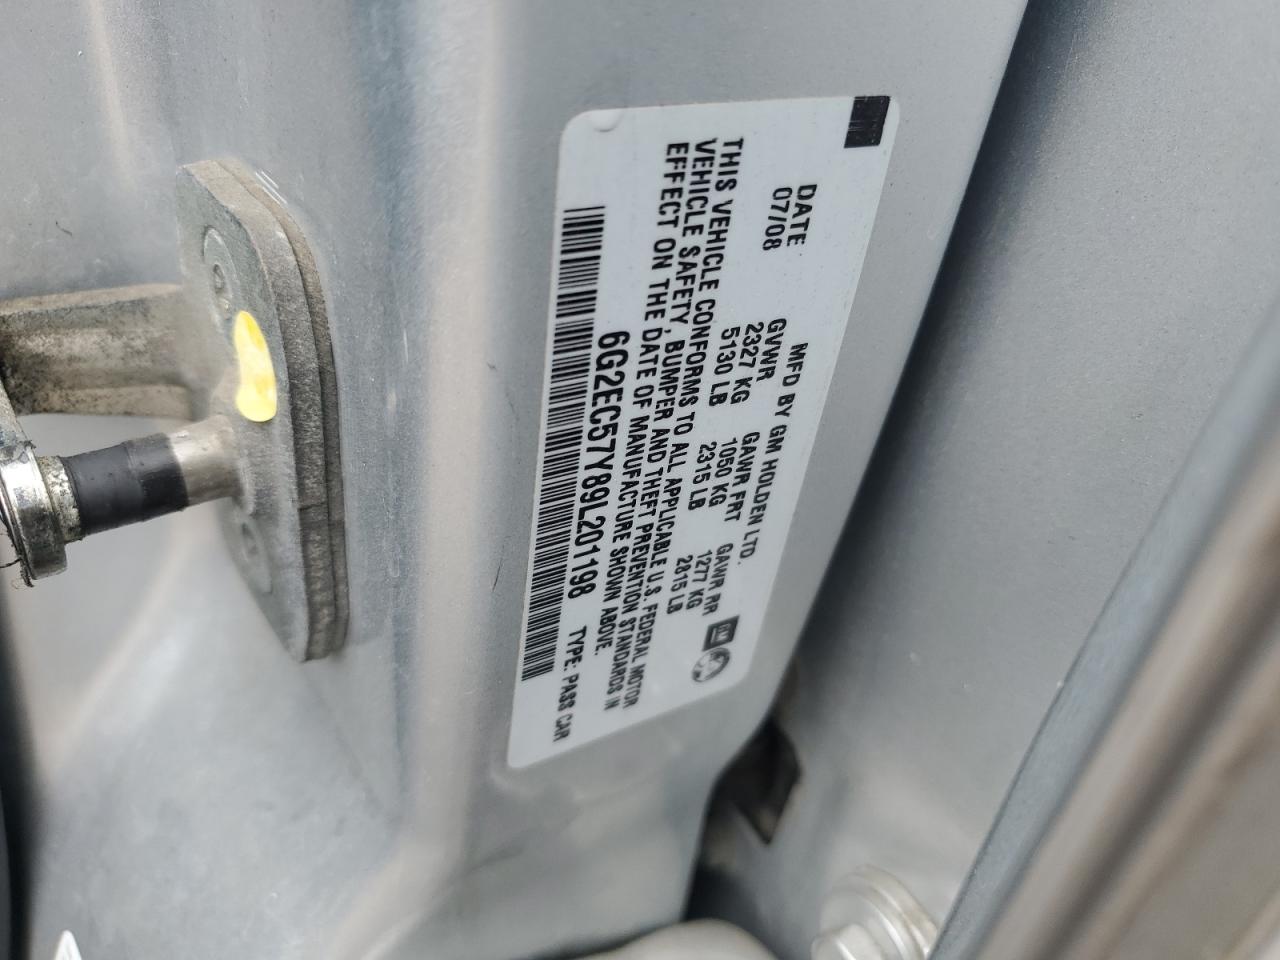 DATE MFD BY GM HOLDEN LTD.
07/08
GVWR GAWR FRT GAWR RR
2327 KG 1050 KG 1277 KG
5130 LB 2315 LB 2815 LB
THIS VEHICLE CONFORMS TO ALL APPLICABLE U.S. FEDERAL MOTOR
VEHICLE SAFETY, BUMPER AND THEFT PREVENTION STANDARDS IN
EFFECT ON THE DATE OF MANUFACTURE SHOWN ABOVE.
6G2EC57Y89L201198 TYPE: PASS CAR